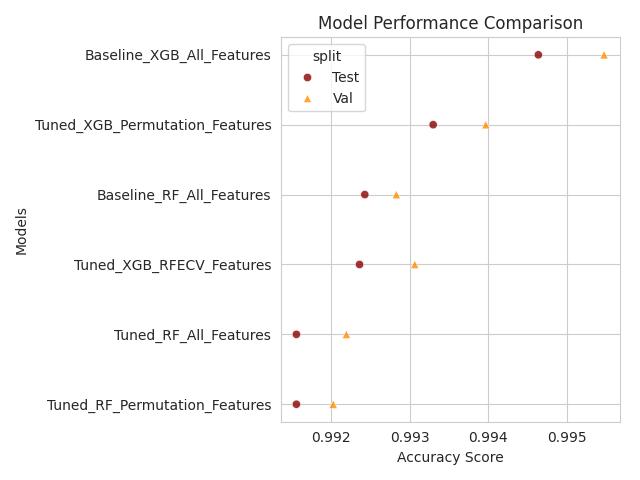 Model Performance Comparison
split
Test
Val
Models
Baseline_XGB_All_Features
Tuned_XGB_Permutation_Features
Baseline_RF_All_Features
Tuned_XGB_RFECV_Features
Tuned_RF_All_Features
Tuned_RF_Permutation_Features
0.992 0.993 0.994 0.995
Accuracy Score